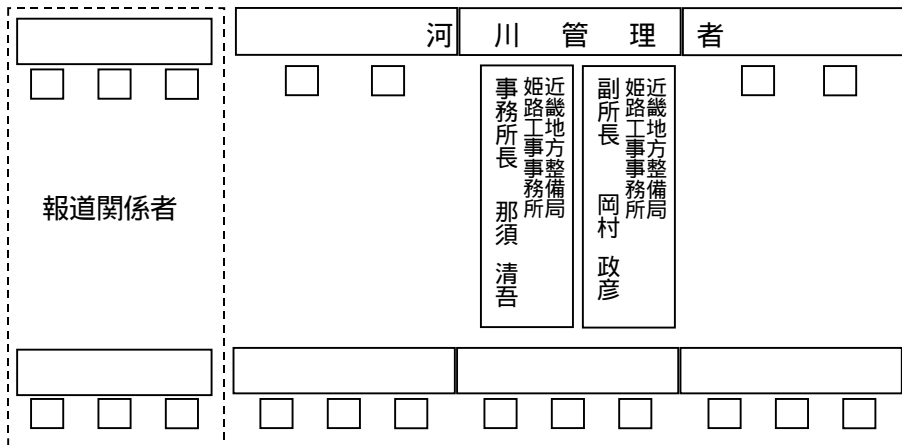 河川管理者
近畿地方整備局
姫路工事事務所
副所長 岡村 政彦
近畿地方整備局
姫路工事事務所
事務所長 那須 清吾
報道関係者